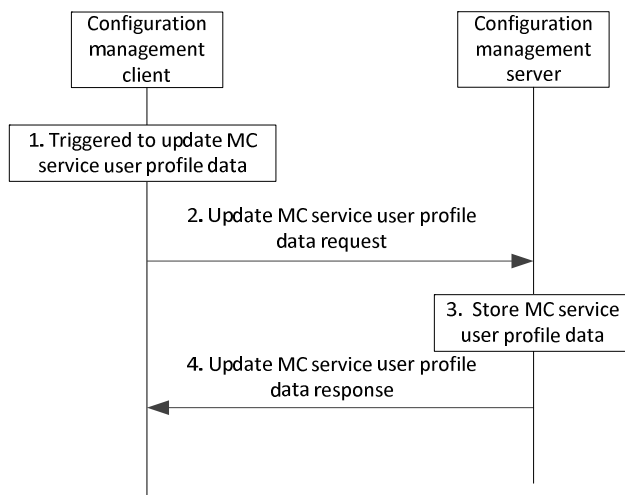 Configuration
management
client
Configuration
management
server
1. Triggered to update MC
service user profile data
2. Update MC service user profile
data request
3. Store MC service
user profile data
4. Update MC service user profile
data response